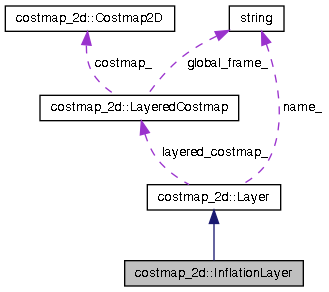 costmap_2d::Costmap2D
string
costmap_
global_frame_
costmap_2d::LayeredCostmap
name_
layered_costmap_
costmap_2d::Layer
costmap_2d::InflationLayer